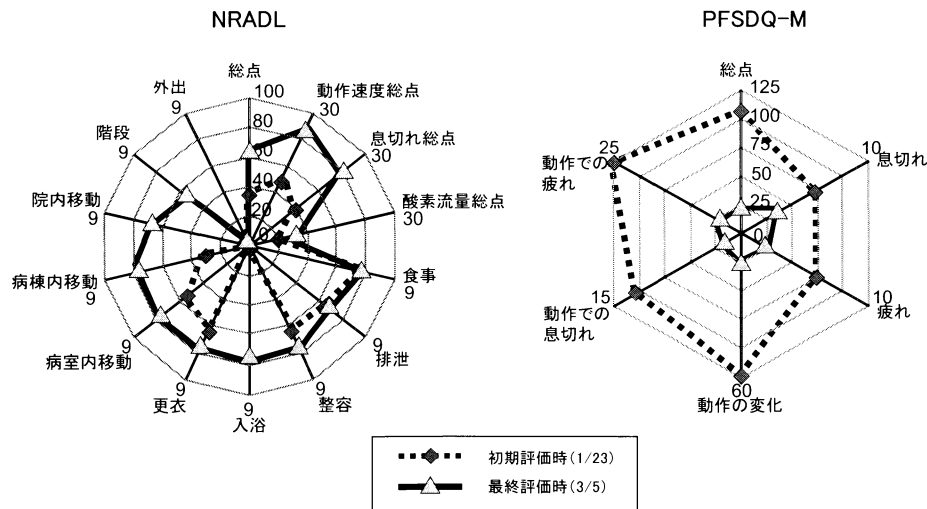 NRADL
総点
100
80
60
40
20
0
動作速度総点
30
息切れ総点
30
酸素流量総点
30
食事
9
排泄
9
整容
9
入浴
9
更衣
9
病室内移動
9
病棟内移動
9
院内移動
9
階段
9
外出
9
PFSDQ-M
総点
125
100
75
50
25
0
息切れ
10
疲れ
10
動作の変化
60
動作での
息切れ
15
動作での
疲れ
25
初期評価時(1/23)
最終評価時(3/5)